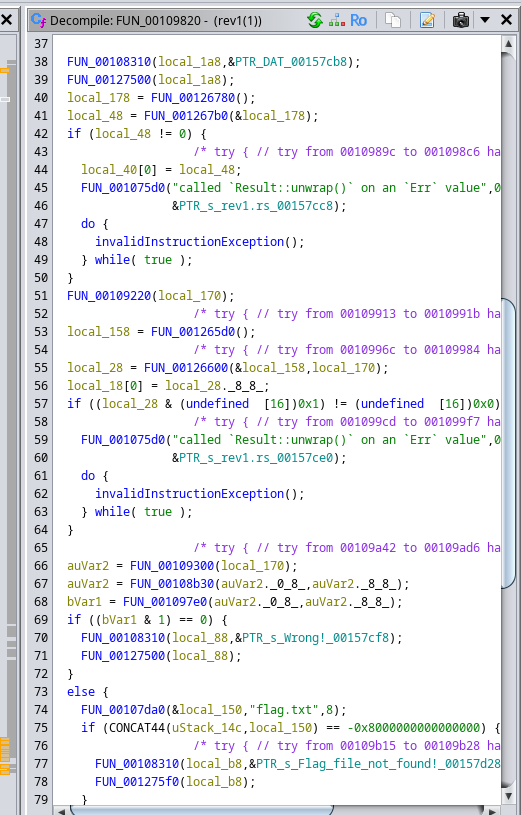 Decompile: FUN_00109820 - (rev1(1))
Ro
37
38 FUN_00108310(local_1a8,&PTR_DAT_00157cb8);
39 FUN_00127500(local_1a8);
40 local_178 = FUN_00126780();
41 local_48 = FUN_001267b0(&local_178);
42 if (local_48 != 0) {
43 /* try { // try from 0010989c to 001098c6 ha
44 local_40[0] = local_48;
45 FUN_001075d0("called `Result::unwrap()` on an `Err` value",0
46 &PTR_s_rev1.rs_00157cc8);
47 do {
48 invalidInstructionException();
49 } while( true );
50 }
51 FUN_00109220(local_170);
52 /* try { // try from 00109913 to 0010991b ha
53 local_158 = FUN_001265d0();
54 /* try { // try from 0010996c to 00109984 ha
55 local_28 = FUN_00126600(&local_158,local_170);
56 local_18[0] = local_28._8_8_;
57 if ((local_28 & (undefined [16])0x1) != (undefined [16])0x0)
58 /* try { // try from 001099cd to 001099f7 ha
59 FUN_001075d0("called `Result::unwrap()` on an `Err` value",0
60 &PTR_s_rev1.rs_00157ce0);
61 do {
62 invalidInstructionException();
63 } while( true );
64 }
65 /* try { // try from 00109a42 to 00109ad6 ha
66 auVar2 = FUN_00109300(local_170);
67 auVar2 = FUN_00108b30(auVar2._0_8_,auVar2._8_8_);
68 bVar1 = FUN_001097e0(auVar2._0_8_,auVar2._8_8_);
69 if ((bVar1 & 1) == 0) {
70 FUN_00108310(local_88,&PTR_s_Wrong!_00157cf8);
71 FUN_00127500(local_88);
72 }
73 else {
74 FUN_00107da0(&local_150,"flag.txt",8);
75 if (CONCAT44(uStack_14c,local_150) == -0x8000000000000000) {
76 /* try { // try from 00109b15 to 00109b28 ha
77 FUN_00108310(local_b8,&PTR_s_Flag_file_not_found!_00157d28
78 FUN_001275f0(local_b8);
79 }